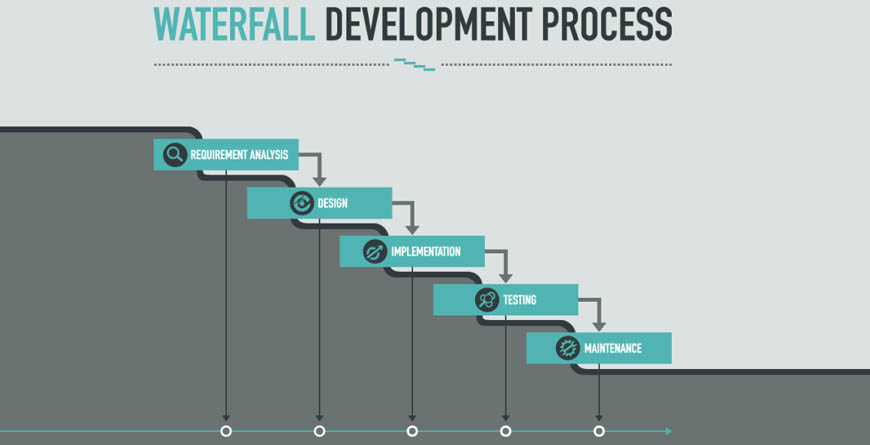 WATERFALL DEVELOPMENT PROCESS
REQUIREMENT ANALYSIS
DESIGN
IMPLEMENTATION
TESTING
MAINTENANCE